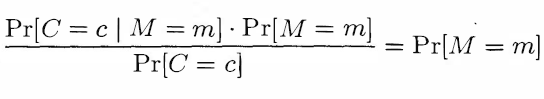 Pr[C = c | M = m] · Pr[M = m]
Pr[C = c]
= Pr[M = m]